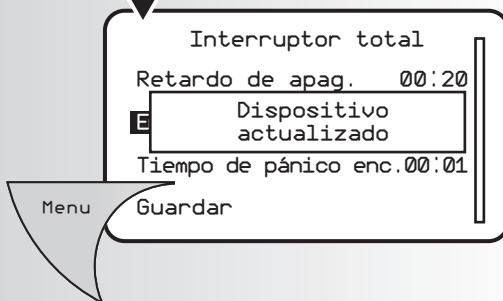 Interruptor total
Retardo de apag. 00:20
E
Dispositivo
actualizado
Tiempo de pánico enc.00:01
Menu
Guardar